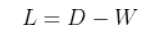 L = D − W